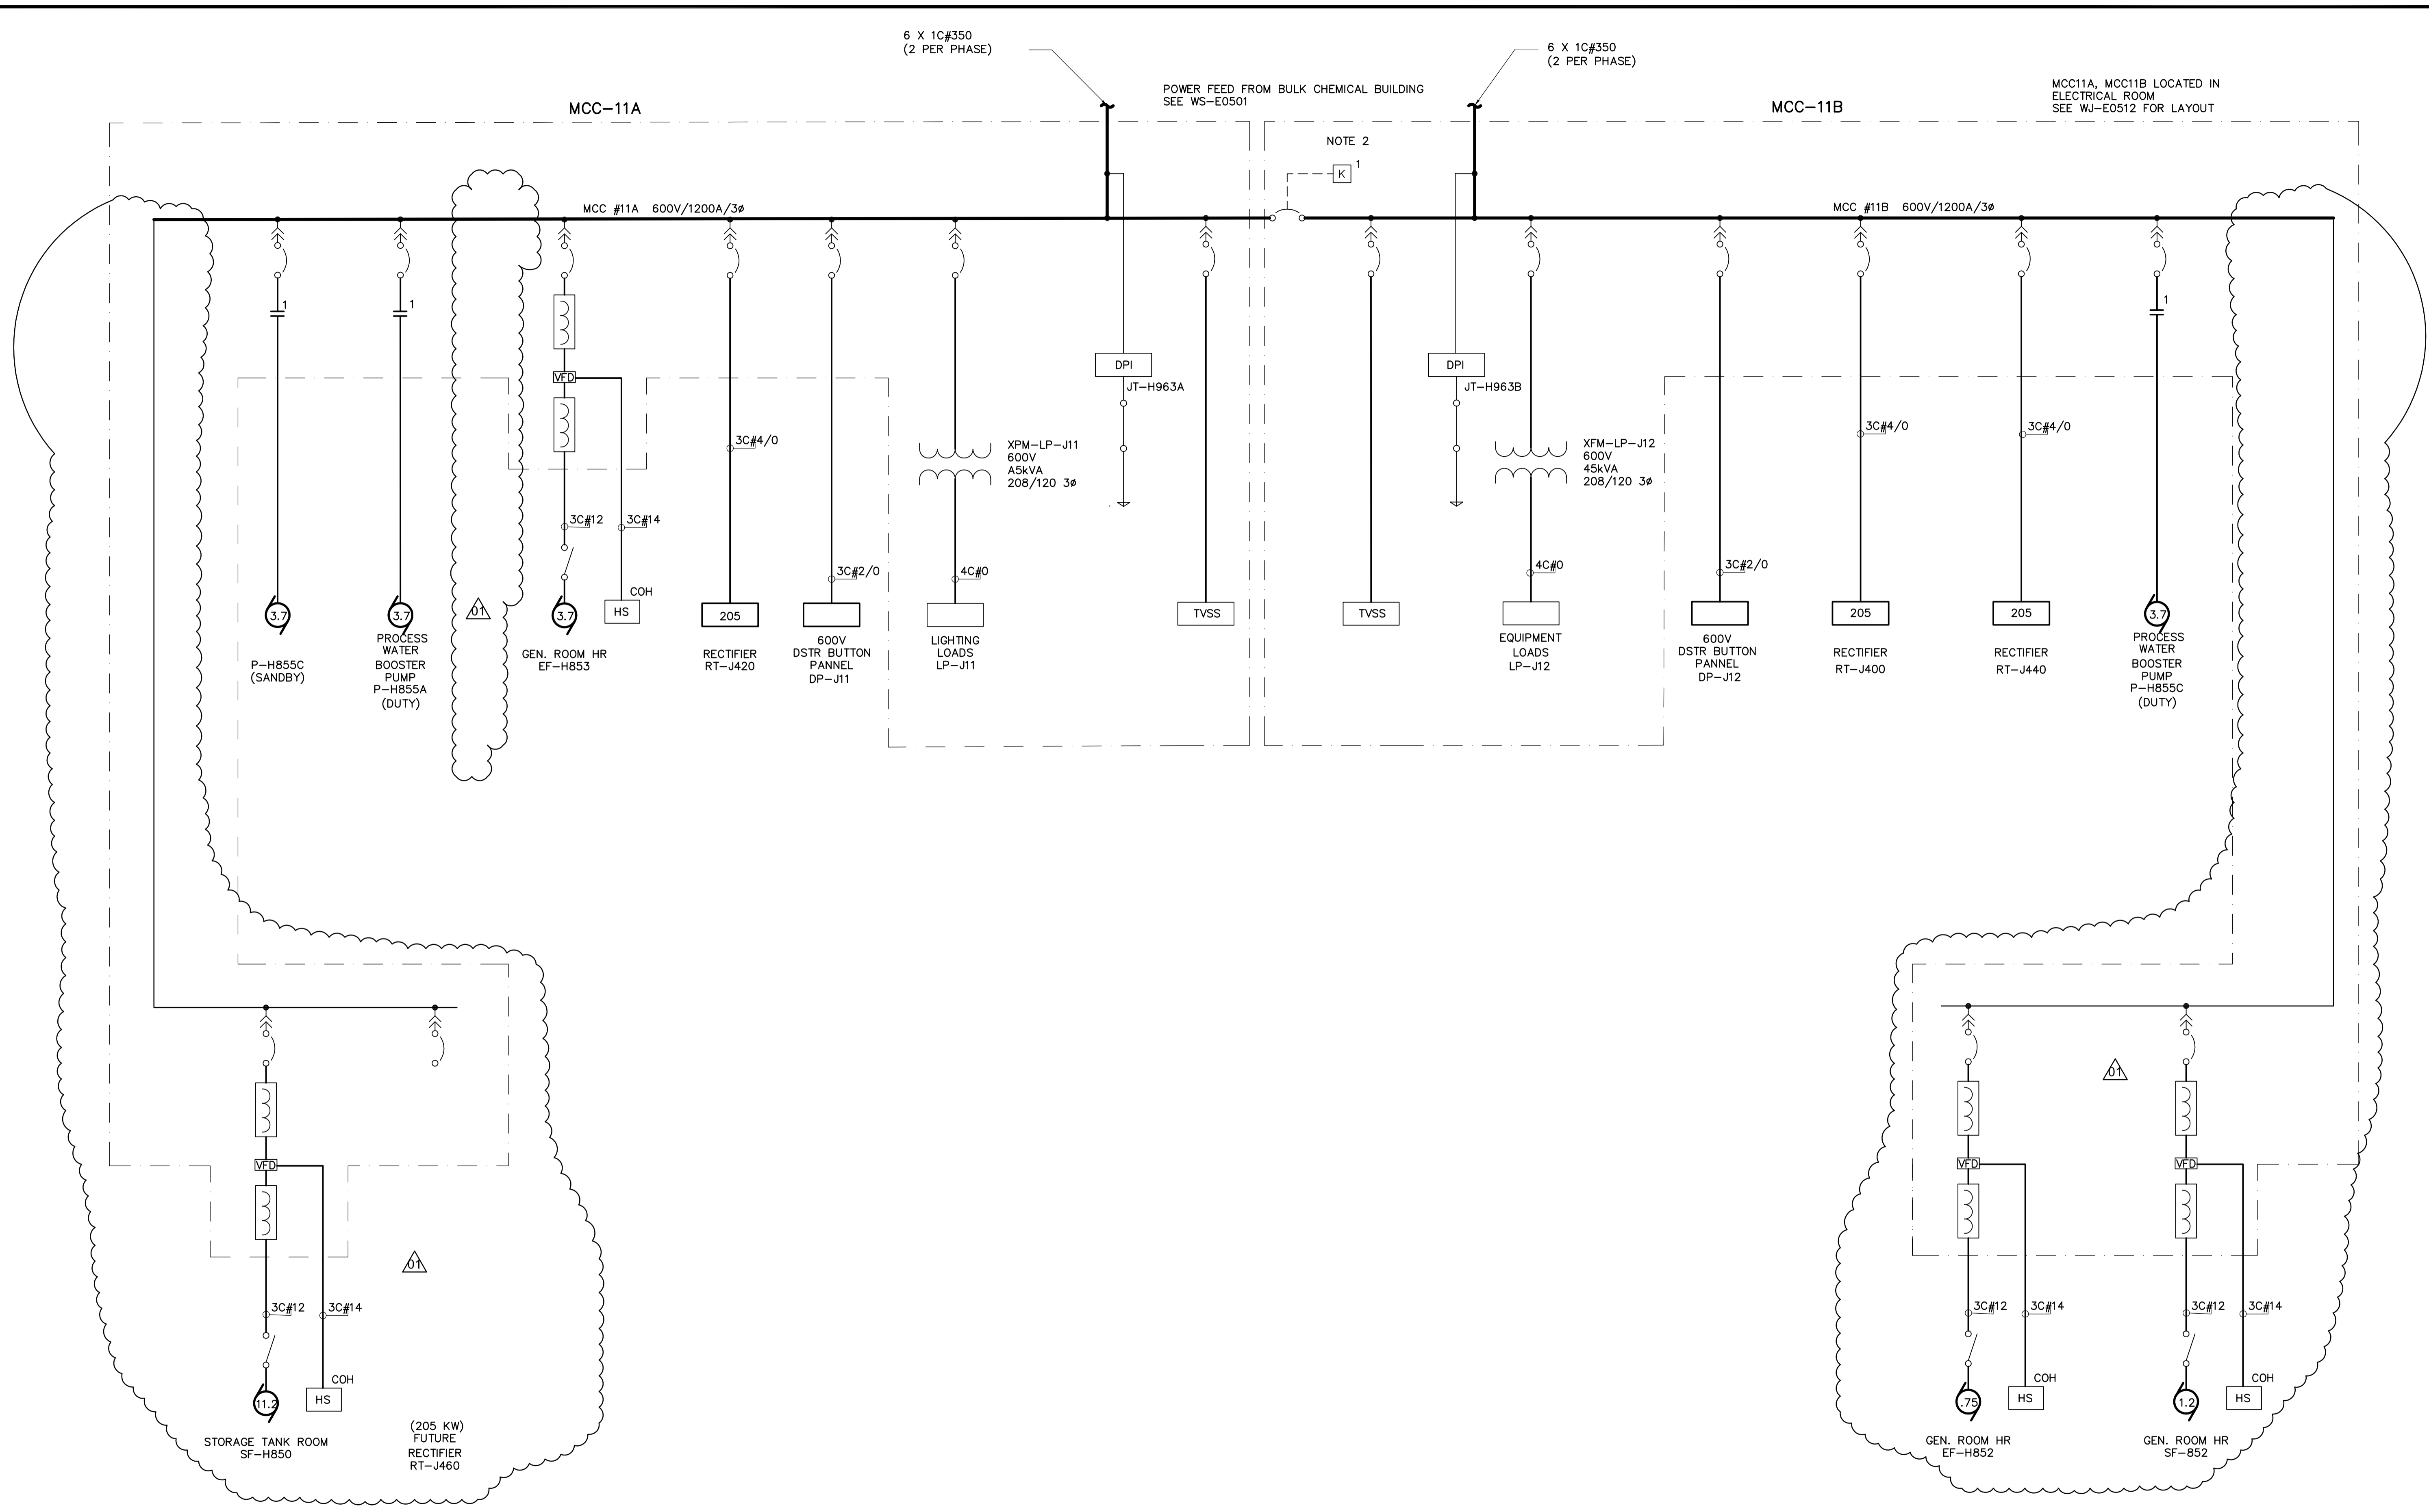 6 X 1C#350
(2 PER PHASE)
6 X 1C#350
(2 PER PHASE)
POWER FEED FROM BULK CHEMICAL BUILDING
SEE WS-E0501
MCC11A, MCC11B LOCATED IN
ELECTRICAL ROOM
SEE WJ-E0512 FOR LAYOUT
MCC-11A
MCC-11B
NOTE 2
K
1
MCC #11A 600V/1200A/3ø
MCC #11B 600V/1200A/3ø
1
1
1
VFD
DPI
JT-H963A
DPI
JT-H963B
3C#4/0
3C#4/0
3C#4/0
XPM-LP-J11
600V
A5kVA
208/120 3ø
XFM-LP-J12
600V
45kVA
208/120 3ø
3C#12
3C#14
3C#2/0
4C#0
4C#0
3C#2/0
3.7
P-H855C
(SANDBY)
3.7
PROCESS
WATER
BOOSTER
PUMP
P-H855A
(DUTY)
01
3.7
GEN. ROOM HR
EF-H853
COH
HS
205
RECTIFIER
RT-J420
600V
DSTR BUTTON
PANNEL
DP-J11
LIGHTING
LOADS
LP-J11
TVSS
TVSS
EQUIPMENT
LOADS
LP-J12
600V
DSTR BUTTON
PANNEL
DP-J12
205
RECTIFIER
RT-J400
205
RECTIFIER
RT-J440
3.7
PROCESS
WATER
BOOSTER
PUMP
P-H855C
(DUTY)
VFD
01
3C#12
3C#14
COH
11.2
HS
STORAGE TANK ROOM
SF-H850
(205 KW)
FUTURE
RECTIFIER
RT-J460
01
VFD
VFD
3C#12
3C#14
3C#12
3C#14
COH
COH
.75
HS
1.2
HS
GEN. ROOM HR
EF-H852
GEN. ROOM HR
SF-852